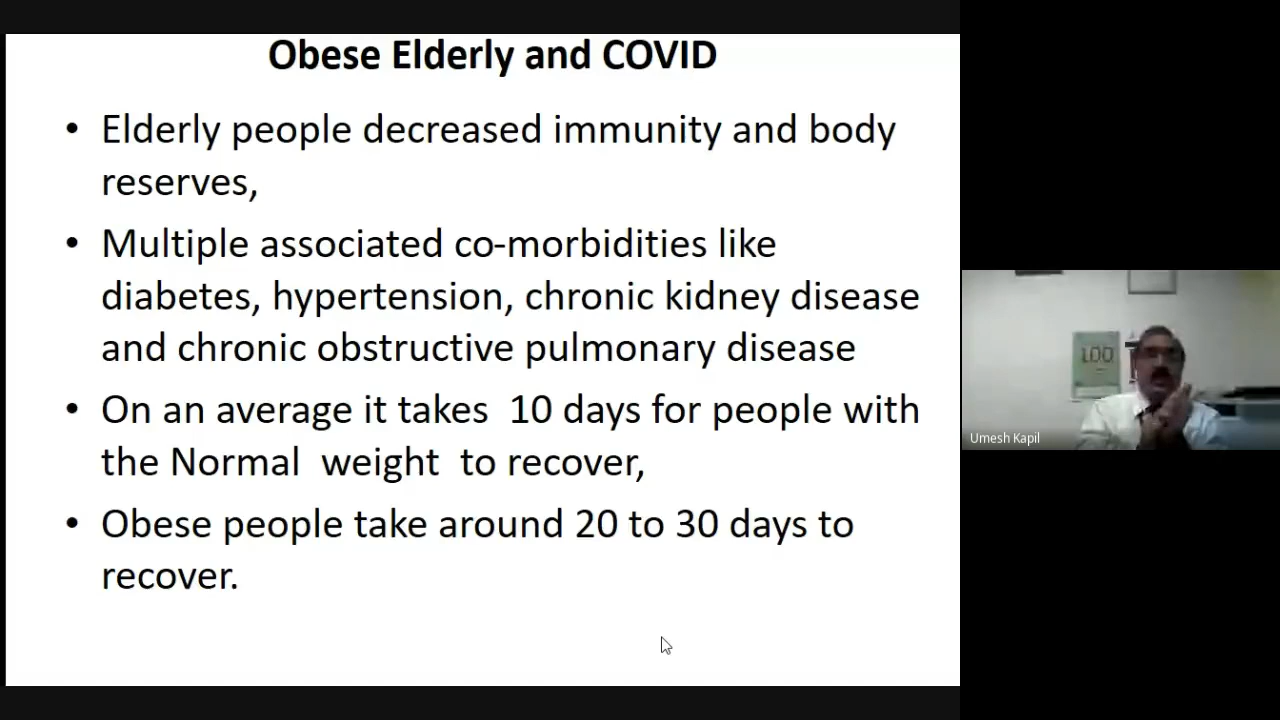 Obese Elderly and COVID
• Elderly people decreased immunity and body
reserves,
• Multiple associated co-morbidities like
diabetes, hypertension, chronic kidney disease
and chronic obstructive pulmonary disease
• On an average it takes  10 days for people with
the Normal  weight  to recover,
• Obese people take around 20 to 30 days to
recover.
100
Umesh Kapil